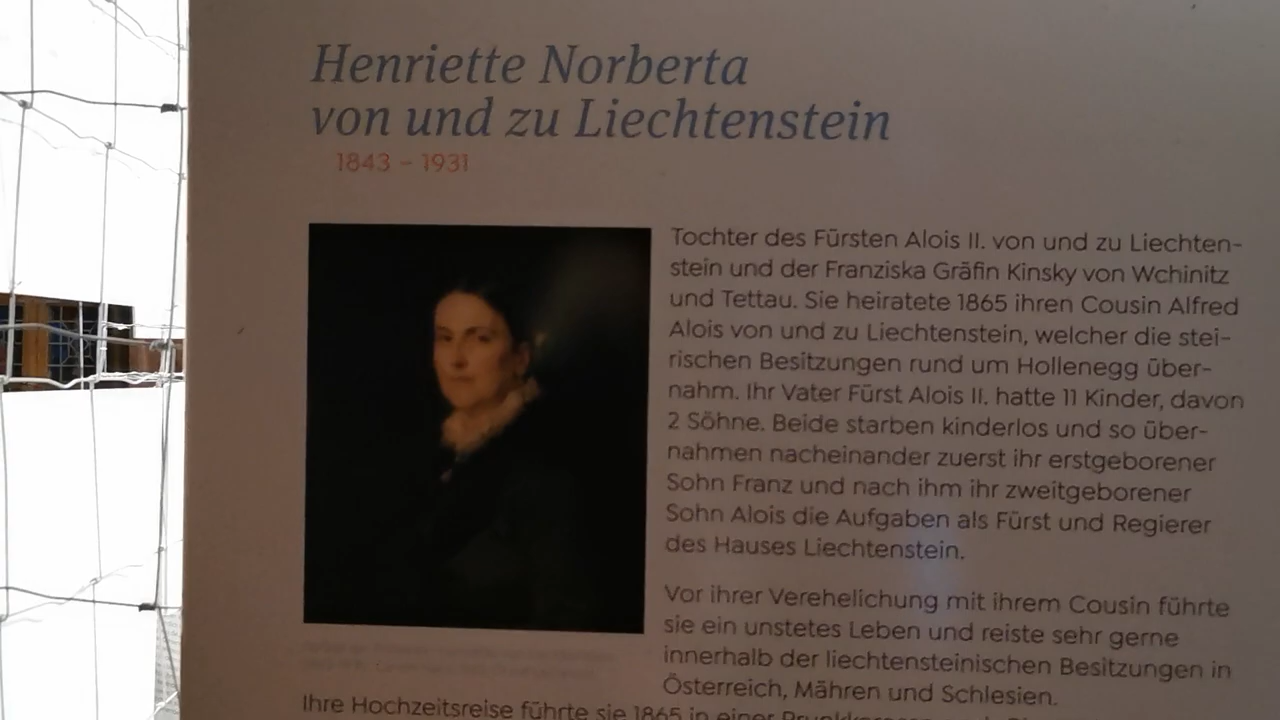 Henriette Norberta
von und zu Liechtenstein
1843 – 1931
Tochter des Fürsten Alois II. von und zu Liechten-
stein und der Franziska Gräfin Kinsky von Wchinitz
und Tettau. Sie heiratete 1865 ihren Cousin Alfred
Alois von und zu Liechtenstein, welcher die stei-
rischen Besitzungen rund um Hollenegg über-
nahm. Ihr Vater Fürst Alois II. hatte 11 Kinder, davon
2 Söhne. Beide starben kinderlos und so über-
nahmen nacheinander zuerst ihr erstgeborener
Sohn Franz und nach ihm ihr zweitgeborener
Sohn Alois die Aufgaben als Fürst und Regierer
des Hauses Liechtenstein.
Vor ihrer Verehelichung mit ihrem Cousin führte
sie ein unstetes Leben und reiste sehr gerne
innerhalb der liechtensteinischen Besitzungen in
Österreich, Mähren und Schlesien.
Ihre Hochzeitsreise führte sie 1865 in einer